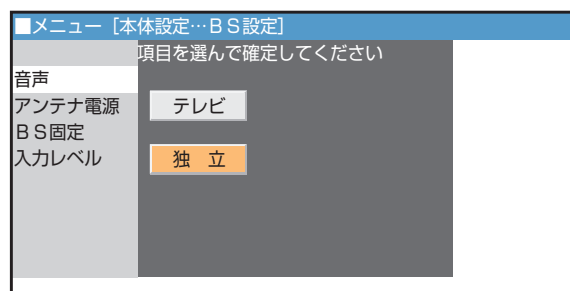 ■メニュー［本体設定…ＢＳ設定］
項目を選んで確定してください
音声
アンテナ電源
ＢＳ固定
入力レベル
テレビ
独　立